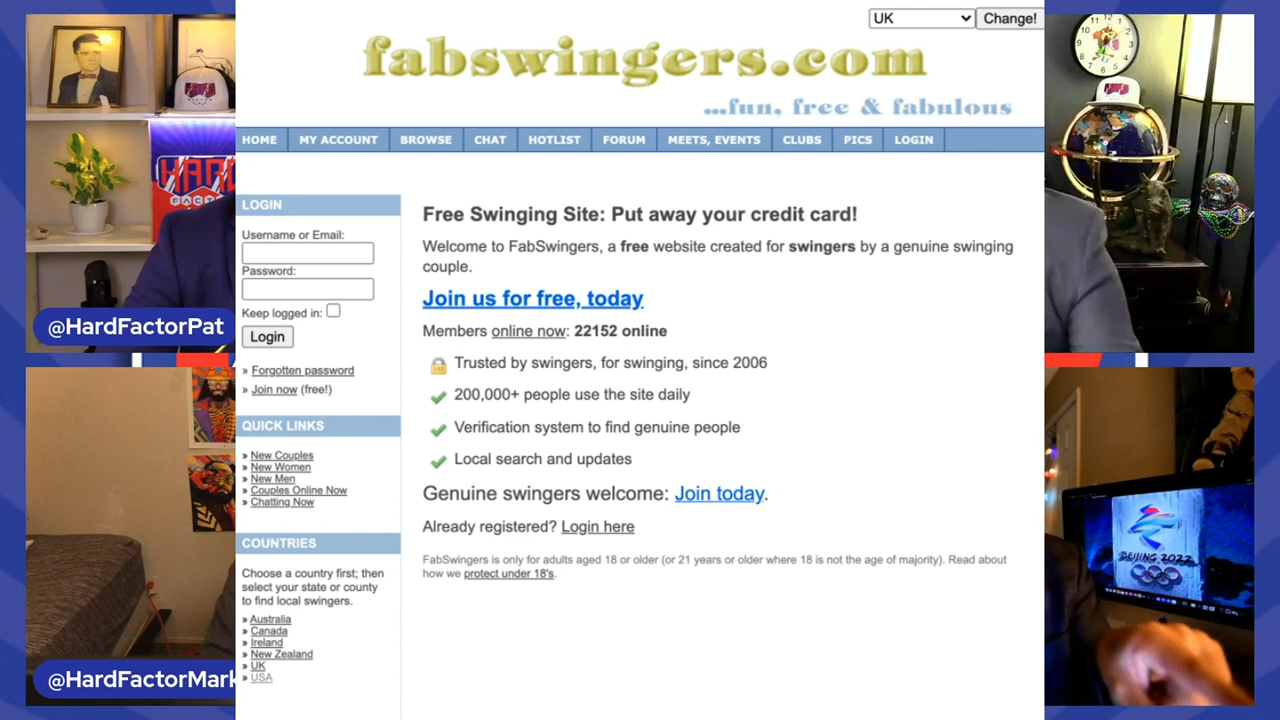 UK
Change!
fabswingers.com
...fun, free & fabulous
HOME
MY ACCOUNT
BROWSE
CHAT
HOTLIST
FORUM
MEETS, EVENTS
CLUBS
PICS
LOGIN
LOGIN
Username or Email:
Password:
Keep logged in:
Login
» Forgotten password
» Join now (free!)
QUICK LINKS
» New Couples
» New Women
» New Men
» Couples Online Now
» Chatting Now
COUNTRIES
Choose a country first; then
select your state or county
to find local swingers.
» Australia
» Canada
» Ireland
» New Zealand
» UK
» USA
Free Swinging Site: Put away your credit card!
Welcome to FabSwingers, a free website created for swingers by a genuine swinging
couple.
Join us for free, today
Members online now: 22152 online
Trusted by swingers, for swinging, since 2006
200,000+ people use the site daily
Verification system to find genuine people
Local search and updates
Genuine swingers welcome: Join today.
Already registered? Login here
FabSwingers is only for adults aged 18 or older (or 21 years or older where 18 is not the age of majority). Read about
how we protect under 18's.
HARD
@HardFactorPat
@HardFactorMark
BEIJING 2022